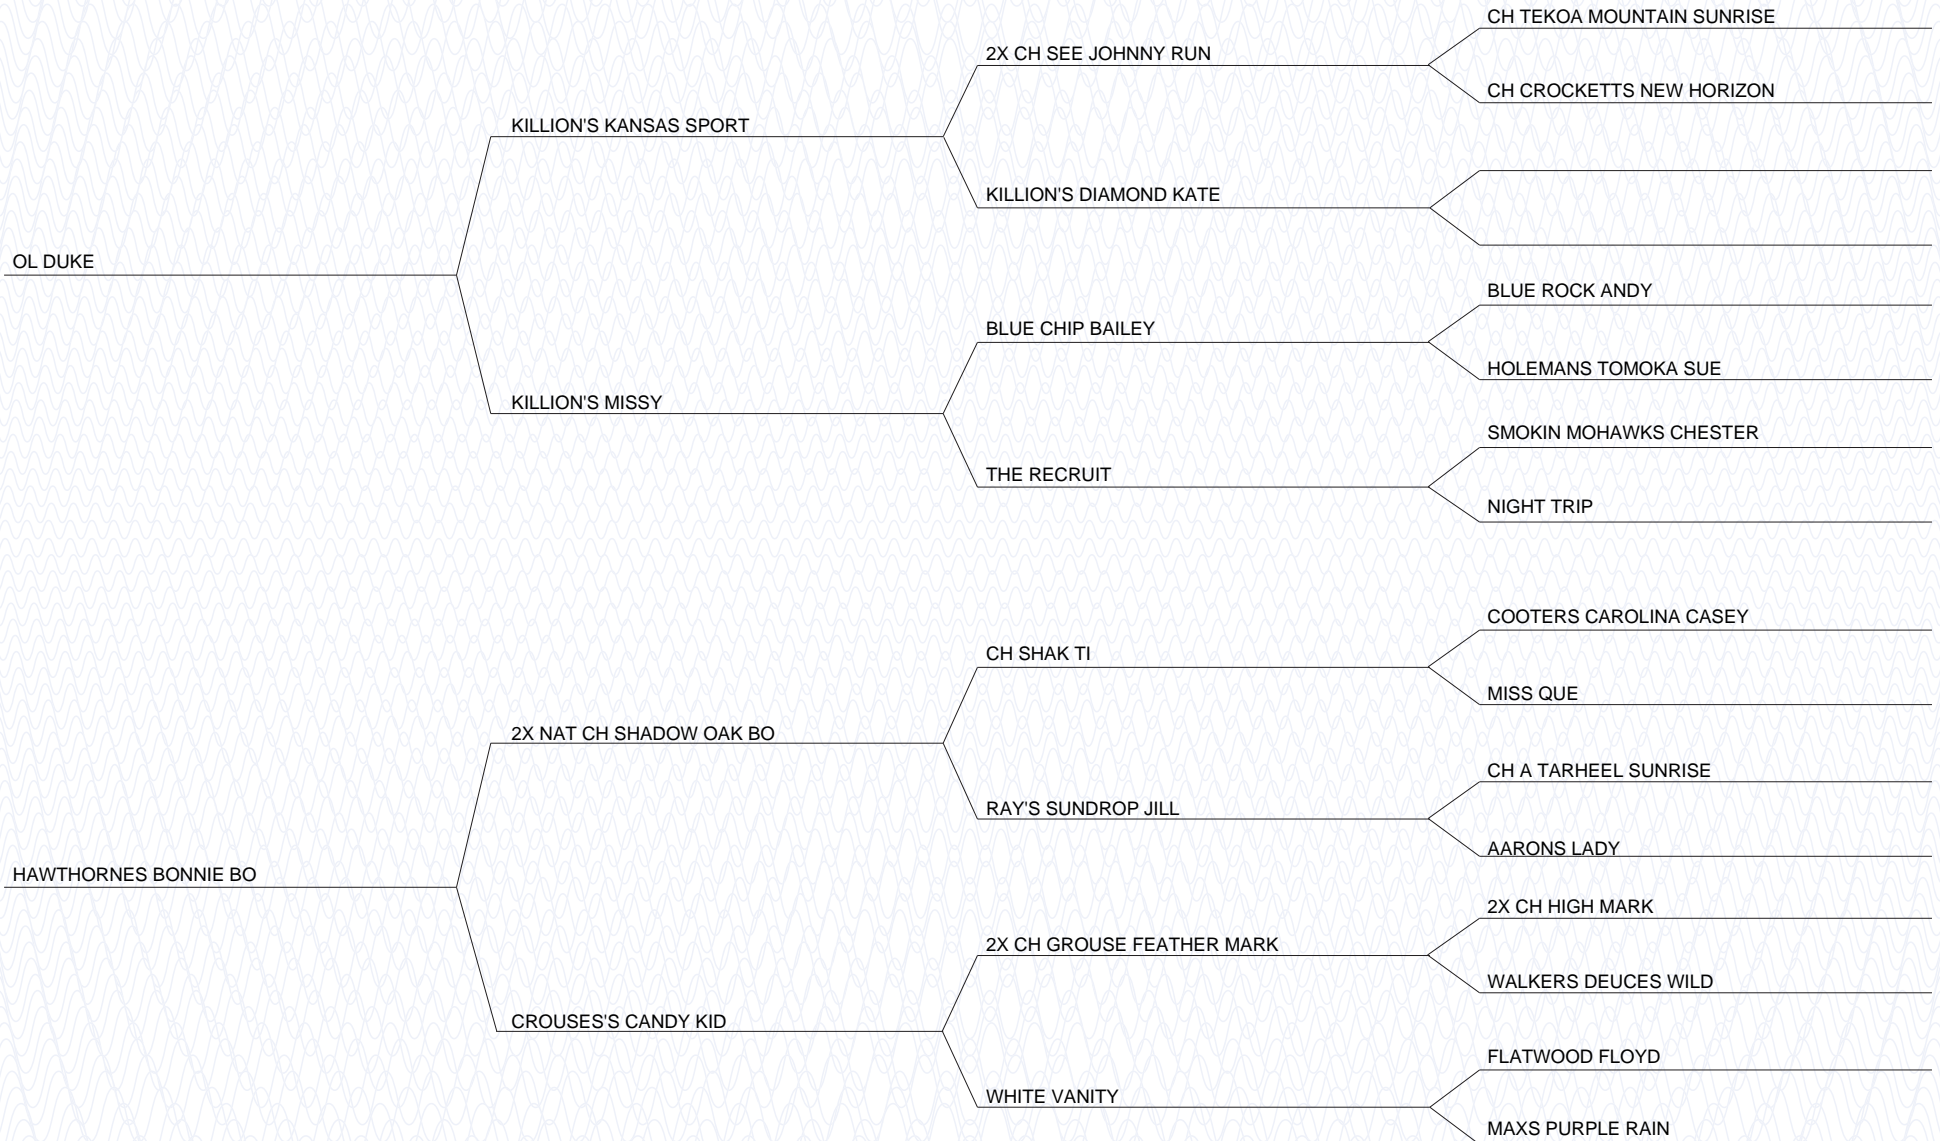 CH TEKOA MOUNTAIN SUNRISE
2X CH SEE JOHNNY RUN
CH CROCKETTS NEW HORIZON
KILLION'S KANSAS SPORT
KILLION'S DIAMOND KATE
OL DUKE
BLUE ROCK ANDY
BLUE CHIP BAILEY
HOLEMANS TOMOKA SUE
KILLION'S MISSY
SMOKIN MOHAWKS CHESTER
THE RECRUIT
NIGHT TRIP
COOTERS CAROLINA CASEY
CH SHAK TI
MISS QUE
2X NAT CH SHADOW OAK BO
CH A TARHEEL SUNRISE
RAY'S SUNDROP JILL
AARONS LADY
HAWTHORNES BONNIE BO
2X CH HIGH MARK
2X CH GROUSE FEATHER MARK
WALKERS DEUCES WILD
CROUSES'S CANDY KID
FLATWOOD FLOYD
WHITE VANITY
MAXS PURPLE RAIN